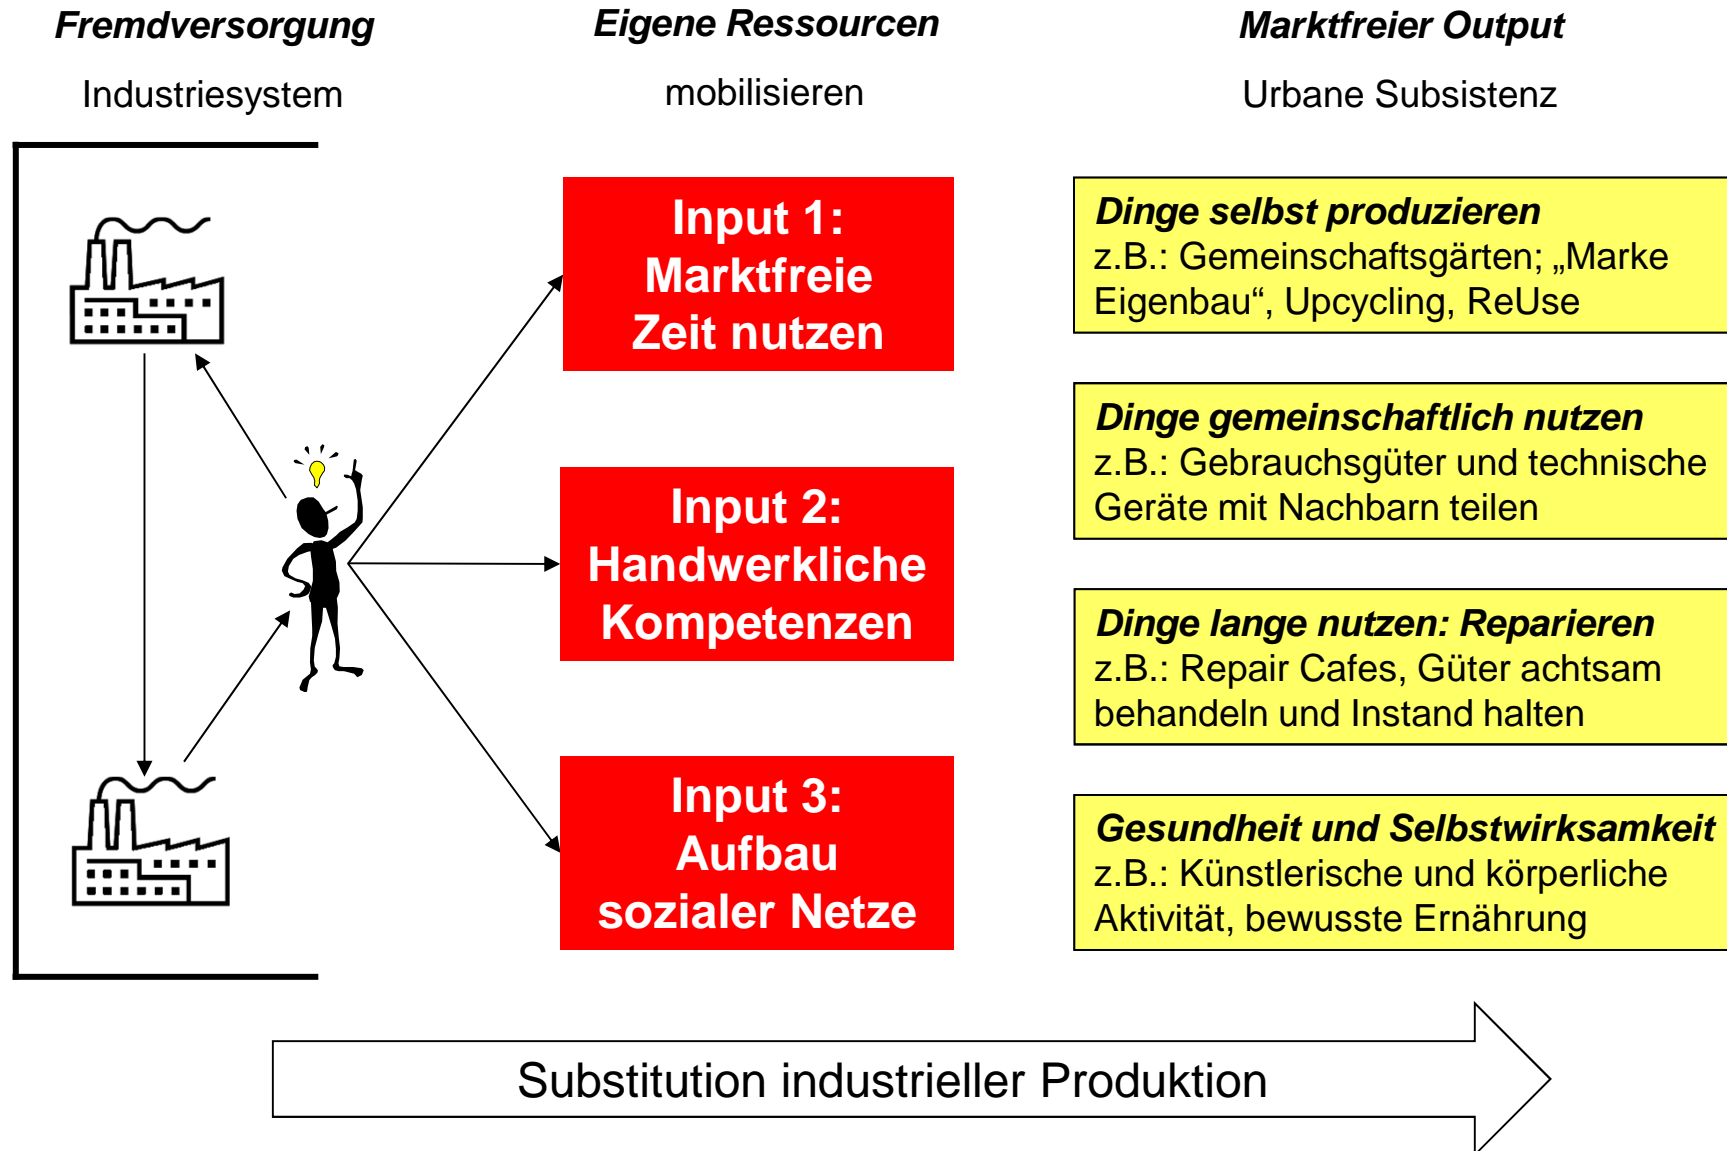 Fremdversorgung
Industriesystem
Eigene Ressourcen
mobilisieren
Marktfreier Output
Urbane Subsistenz
Input 1:
Marktfreie
Zeit nutzen
Input 2:
Handwerkliche
Kompetenzen
Input 3:
Aufbau
sozialer Netze
Dinge selbst produzieren
z.B.: Gemeinschaftsgärten; „Marke
Eigenbau“, Upcycling, ReUse
Dinge gemeinschaftlich nutzen
z.B.: Gebrauchsgüter und technische
Geräte mit Nachbarn teilen
Dinge lange nutzen: Reparieren
z.B.: Repair Cafes, Güter achtsam
behandeln und Instand halten
Gesundheit und Selbstwirksamkeit
z.B.: Künstlerische und körperliche
Aktivität, bewusste Ernährung
Substitution industrieller Produktion